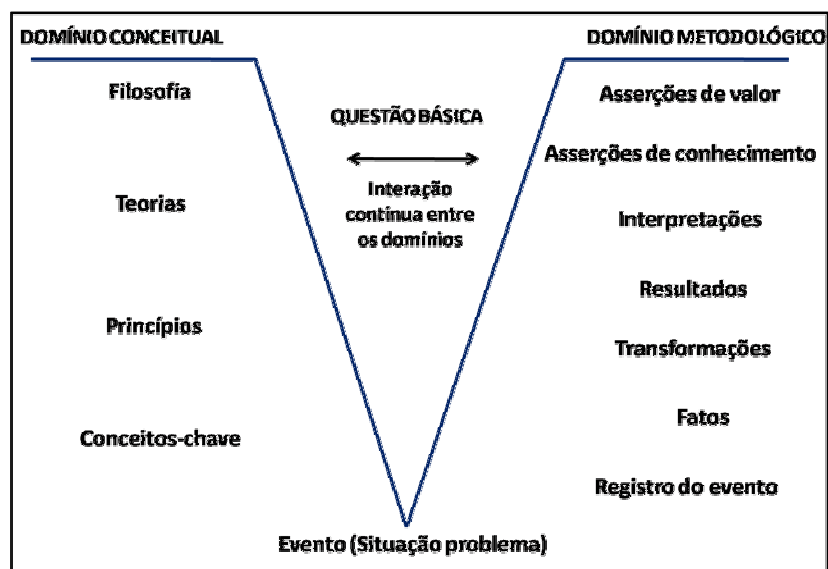 DOMÍNIO CONCEITUAL
Filosofía
Teorias
Princípios
Conceitos-chave
QUESTÃO BÁSICA
Interação
contínua entre
os domínios
DOMÍNIO METODOLÓGICO
Asserções de valor
Asserções de conhecimento
Interpretações
Resultados
Transformações
Fatos
Registro do evento
Evento (Situação problema)